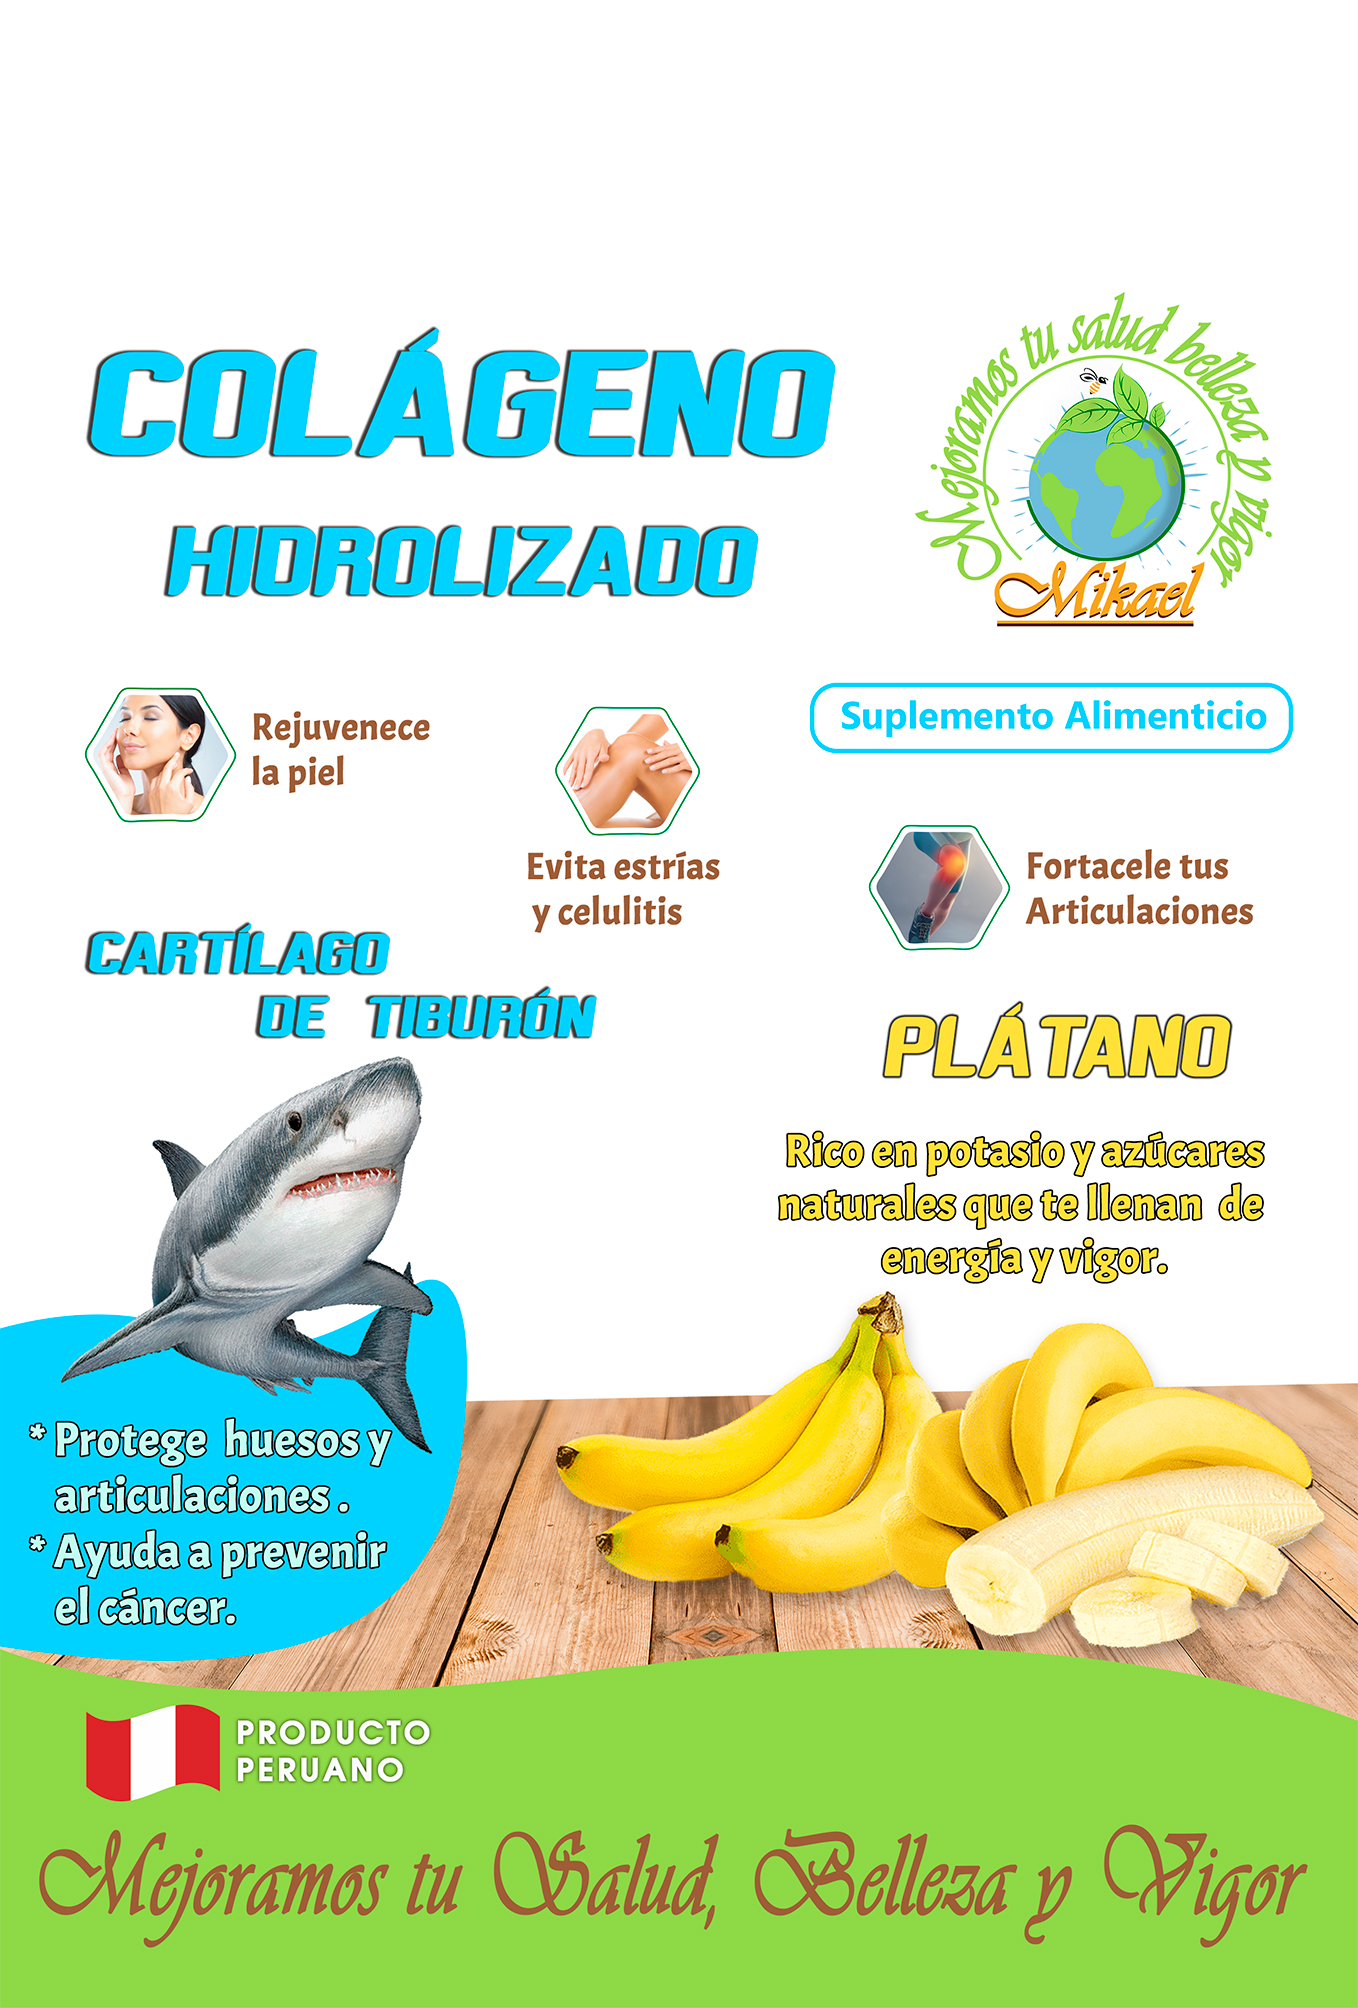 COLÁGENO
HIDROLIZADO
Mejoramos tu salud belleza y vigor
Mikael
Rejuvenece
la piel
Evita estrías
y celulitis
Suplemento Alimenticio
Fortacele tus
Articulaciones
CARTÍLAGO
DE TIBURÓN
PLÁTANO
Rico en potasio y azúcares
naturales que te llenan de
energía y vigor.
* Protege huesos y
articulaciones .
* Ayuda a prevenir
el cáncer.
PRODUCTO
PERUANO
Mejoramos tu Salud, Belleza y Vigor